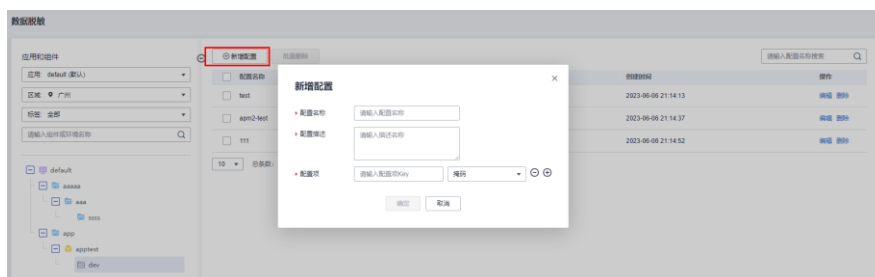 数据脱敏
应用和组件
应用: default (默认)
区域: 广州
标签: 全部
请输入组件或环境名称
default
aaaaa
aaa
ssss
app
apptest
dev
新增配置
批量删除
请输入配置名称搜索
配置名称
创建时间
操作
test
2023-06-06 21:14:13
编辑 删除
apm2-test
2023-06-06 21:14:37
编辑 删除
111
2023-06-06 21:14:52
编辑 删除
10
总条数:
新增配置
* 配置名称
请输入配置名称
* 配置描述
请输入描述名称
* 配置项
请输入配置项Key
掩码
确定
取消